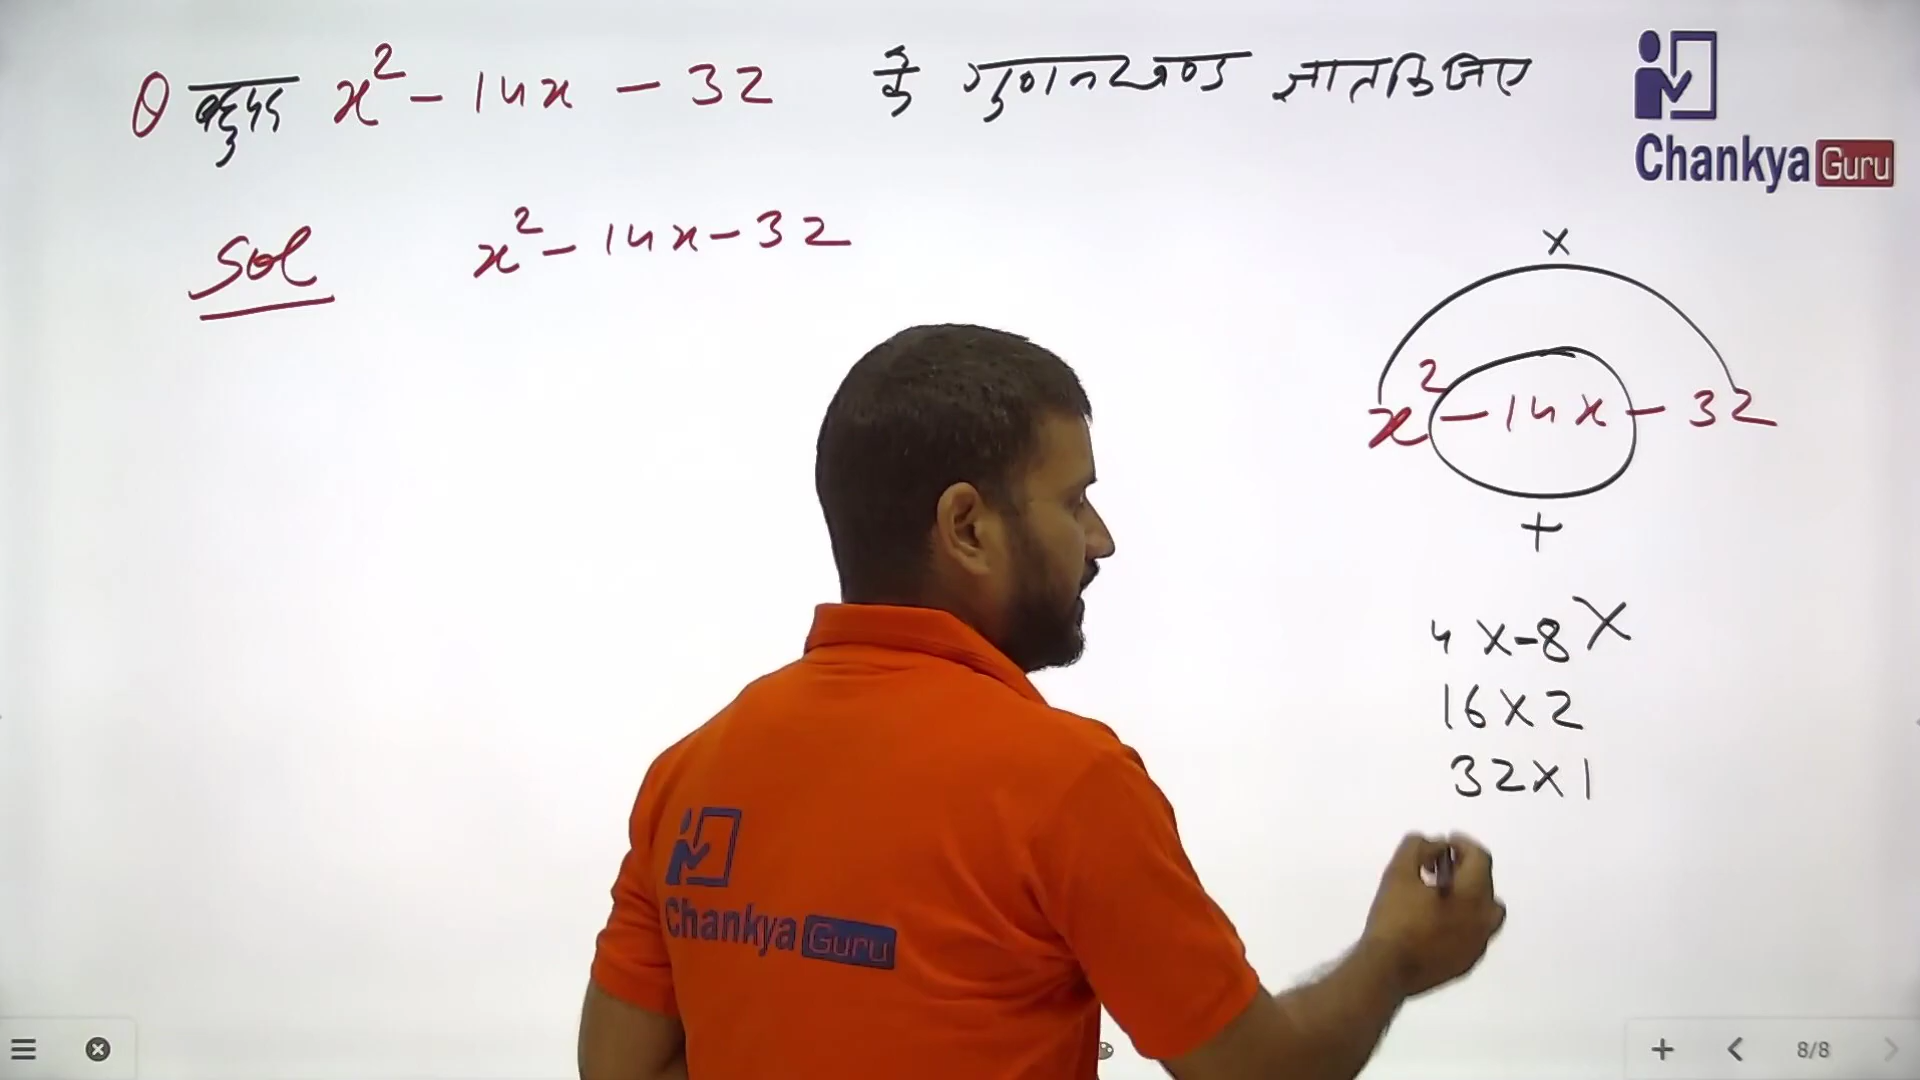 Q बहुपद x² - 14x - 32 के गुणनखण्ड ज्ञात किजिए
Chankya Guru
Sol x² - 14x - 32
×
x² - 14x - 32
+
4 × -8 ×
16 × 2
32 × 1
Chankya Guru
8/8